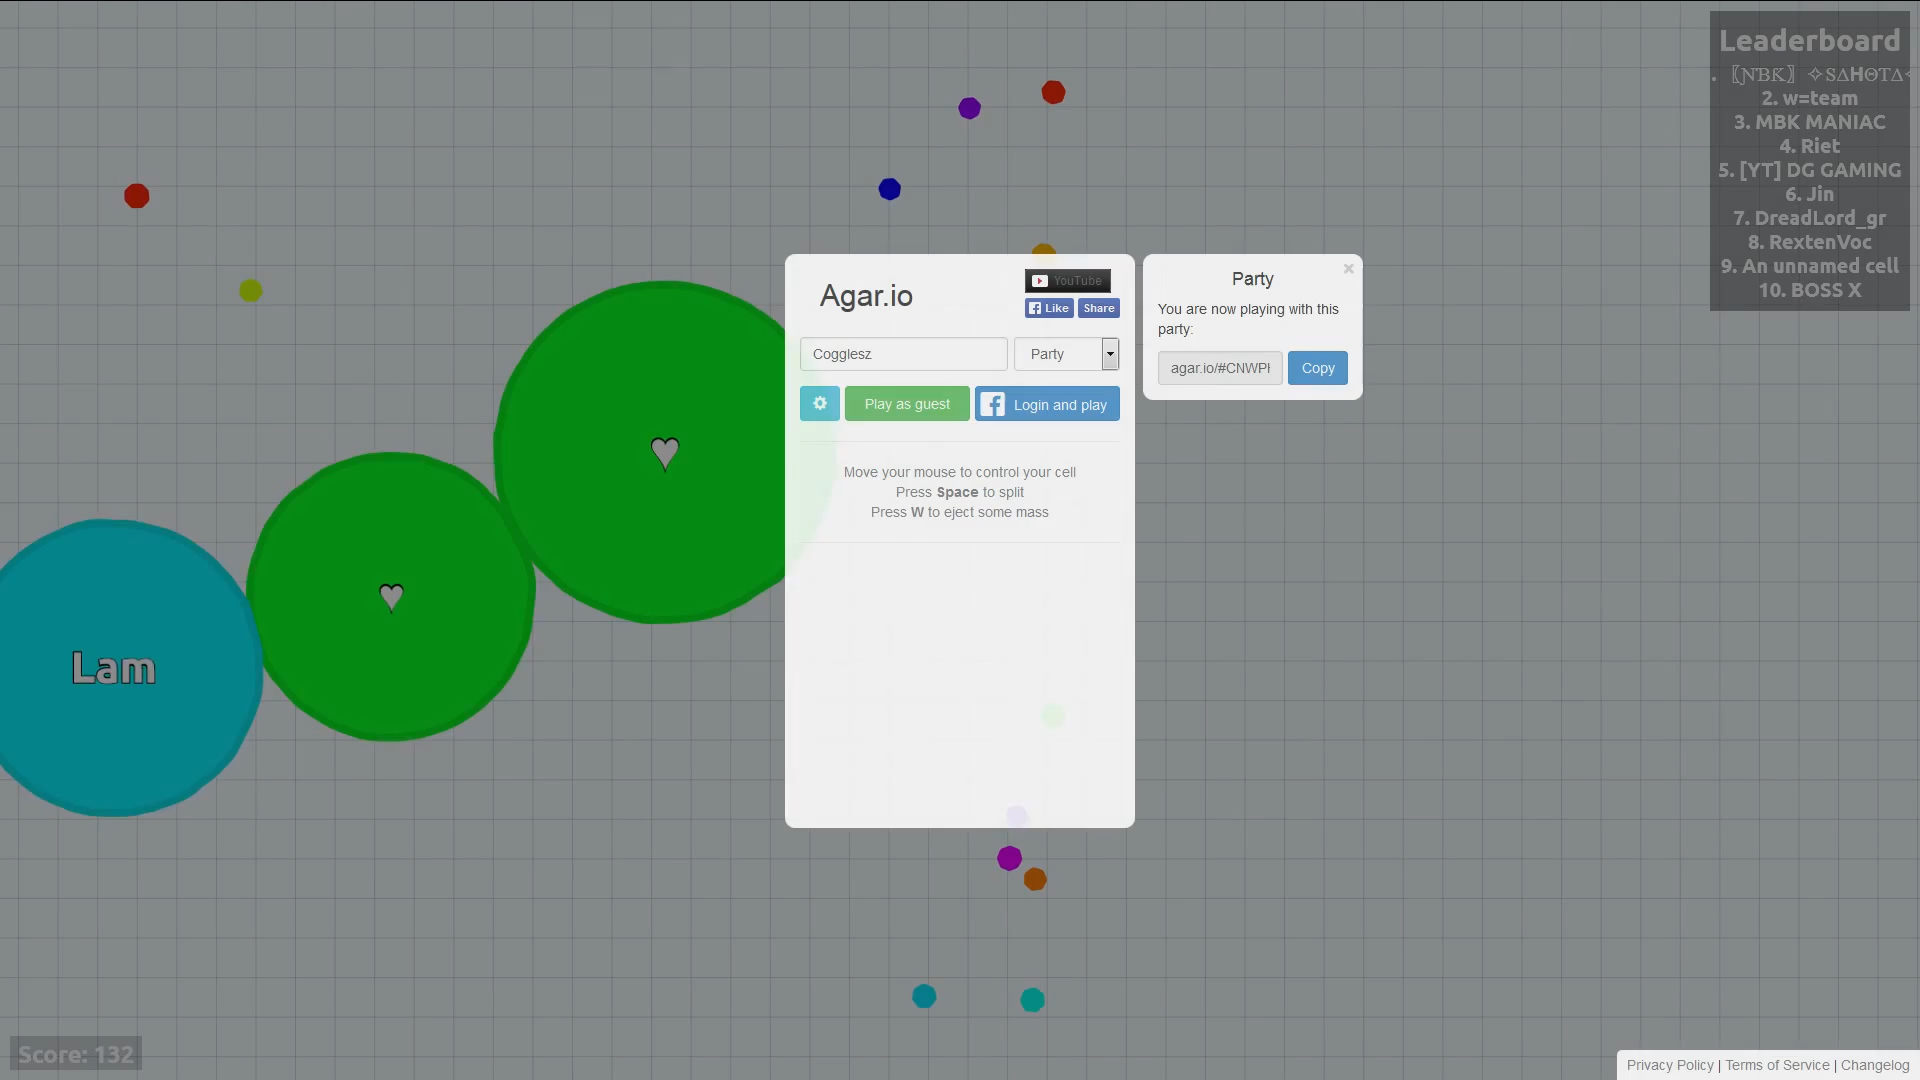 Leaderboard
. 〖NBK〗✧SΔHΘTΔ
2. w=team
3. MBK MANIAC
4. Riet
5. [YT] DG GAMING
6. Jin
7. DreadLord_gr
8. RextenVoc
9. An unnamed cell
10. BOSS X
Agar.io
YouTube
Like Share
Cogglesz
Party
Play as guest
Login and play
Move your mouse to control your cell
Press Space to split
Press W to eject some mass
Party
×
You are now playing with this
party:
agar.io/#CNWP
Copy
♥
♥
Lam
Score: 132
Privacy Policy | Terms of Service | Changelog